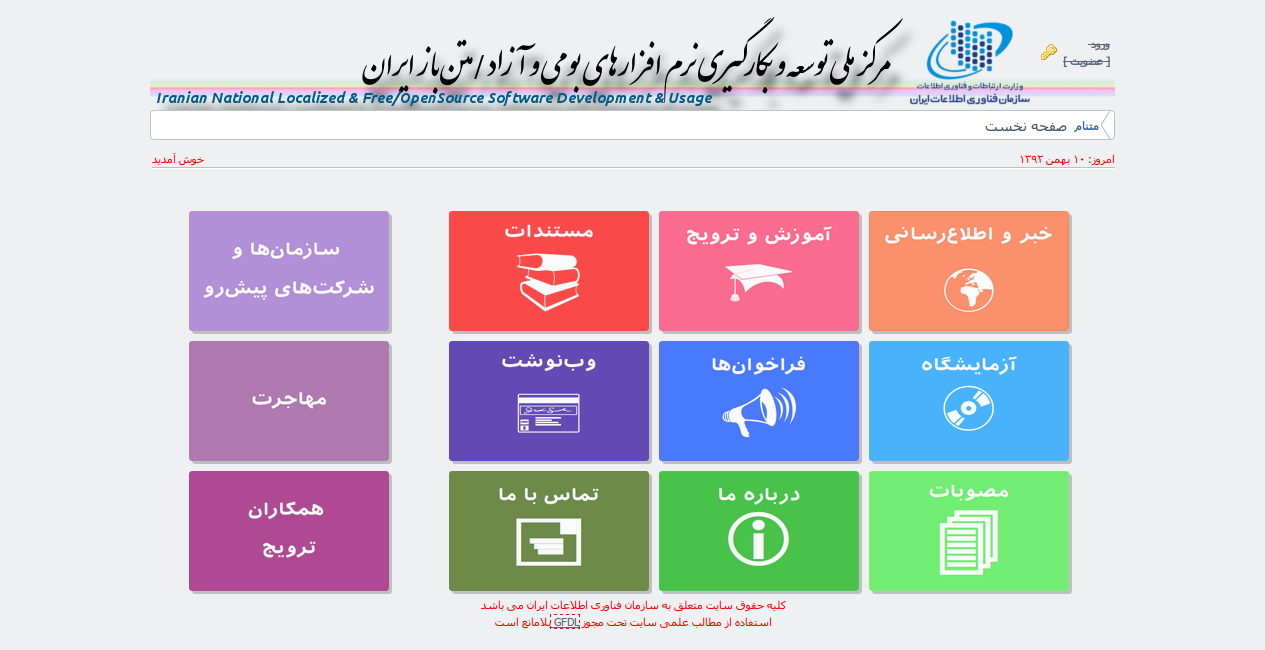 ورود
[ عضویت ]
مرکز ملی توسعه و بکارگیری نرم افزارهای بومی و آزاد / متن باز ایران
Iranian National Localized & Free/OpenSource Software Development & Usage
وزارت ارتباطات و فناوری اطلاعات
سازمان فناوری اطلاعات ایران
متنام صفحه نخست
امروز: ۱۰ بهمن ۱۳۹۲
خوش آمدید
خبر و اطلاع‌رسانی
آموزش و ترویج
مستندات
سازمان‌ها و
شرکت‌های پیش‌رو
آزمایشگاه
فراخوان‌ها
وب‌نوشت
مهاجرت
مصوبات
درباره ما
تماس با ما
همکاران
ترویج
کلیه حقوق سایت متعلق به سازمان فناوری اطلاعات ایران می باشد
استفاده از مطالب علمی سایت تحت مجوز GFDL بلامانع است